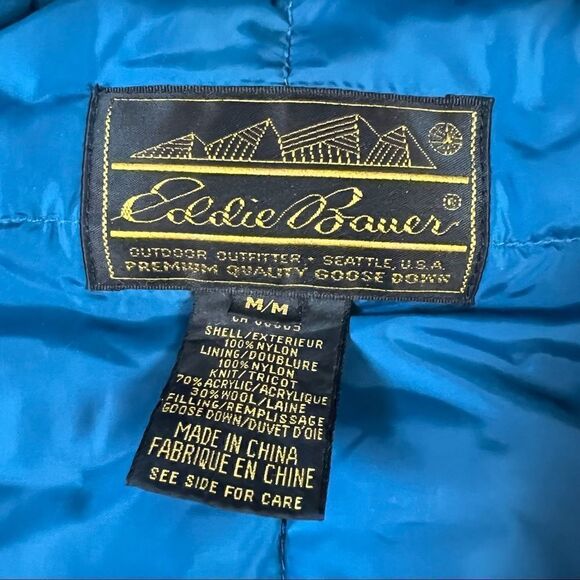 Eddie Bauer®
OUTDOOR OUTFITTER • SEATTLE, U.S.A.
PREMIUM QUALITY GOOSE DOWN
M/M
SHELL/EXTERIEUR
100% NYLON
LINING/DOUBLURE
100% NYLON
KNIT/TRICOT
70% ACRYLIC/ACRYLIQUE
30% WOOL/LAINE
FILLING/REMPLISSAGE
GOOSE DOWN/DUVET D'OIE
MADE IN CHINA
FABRIQUE EN CHINE
SEE SIDE FOR CARE